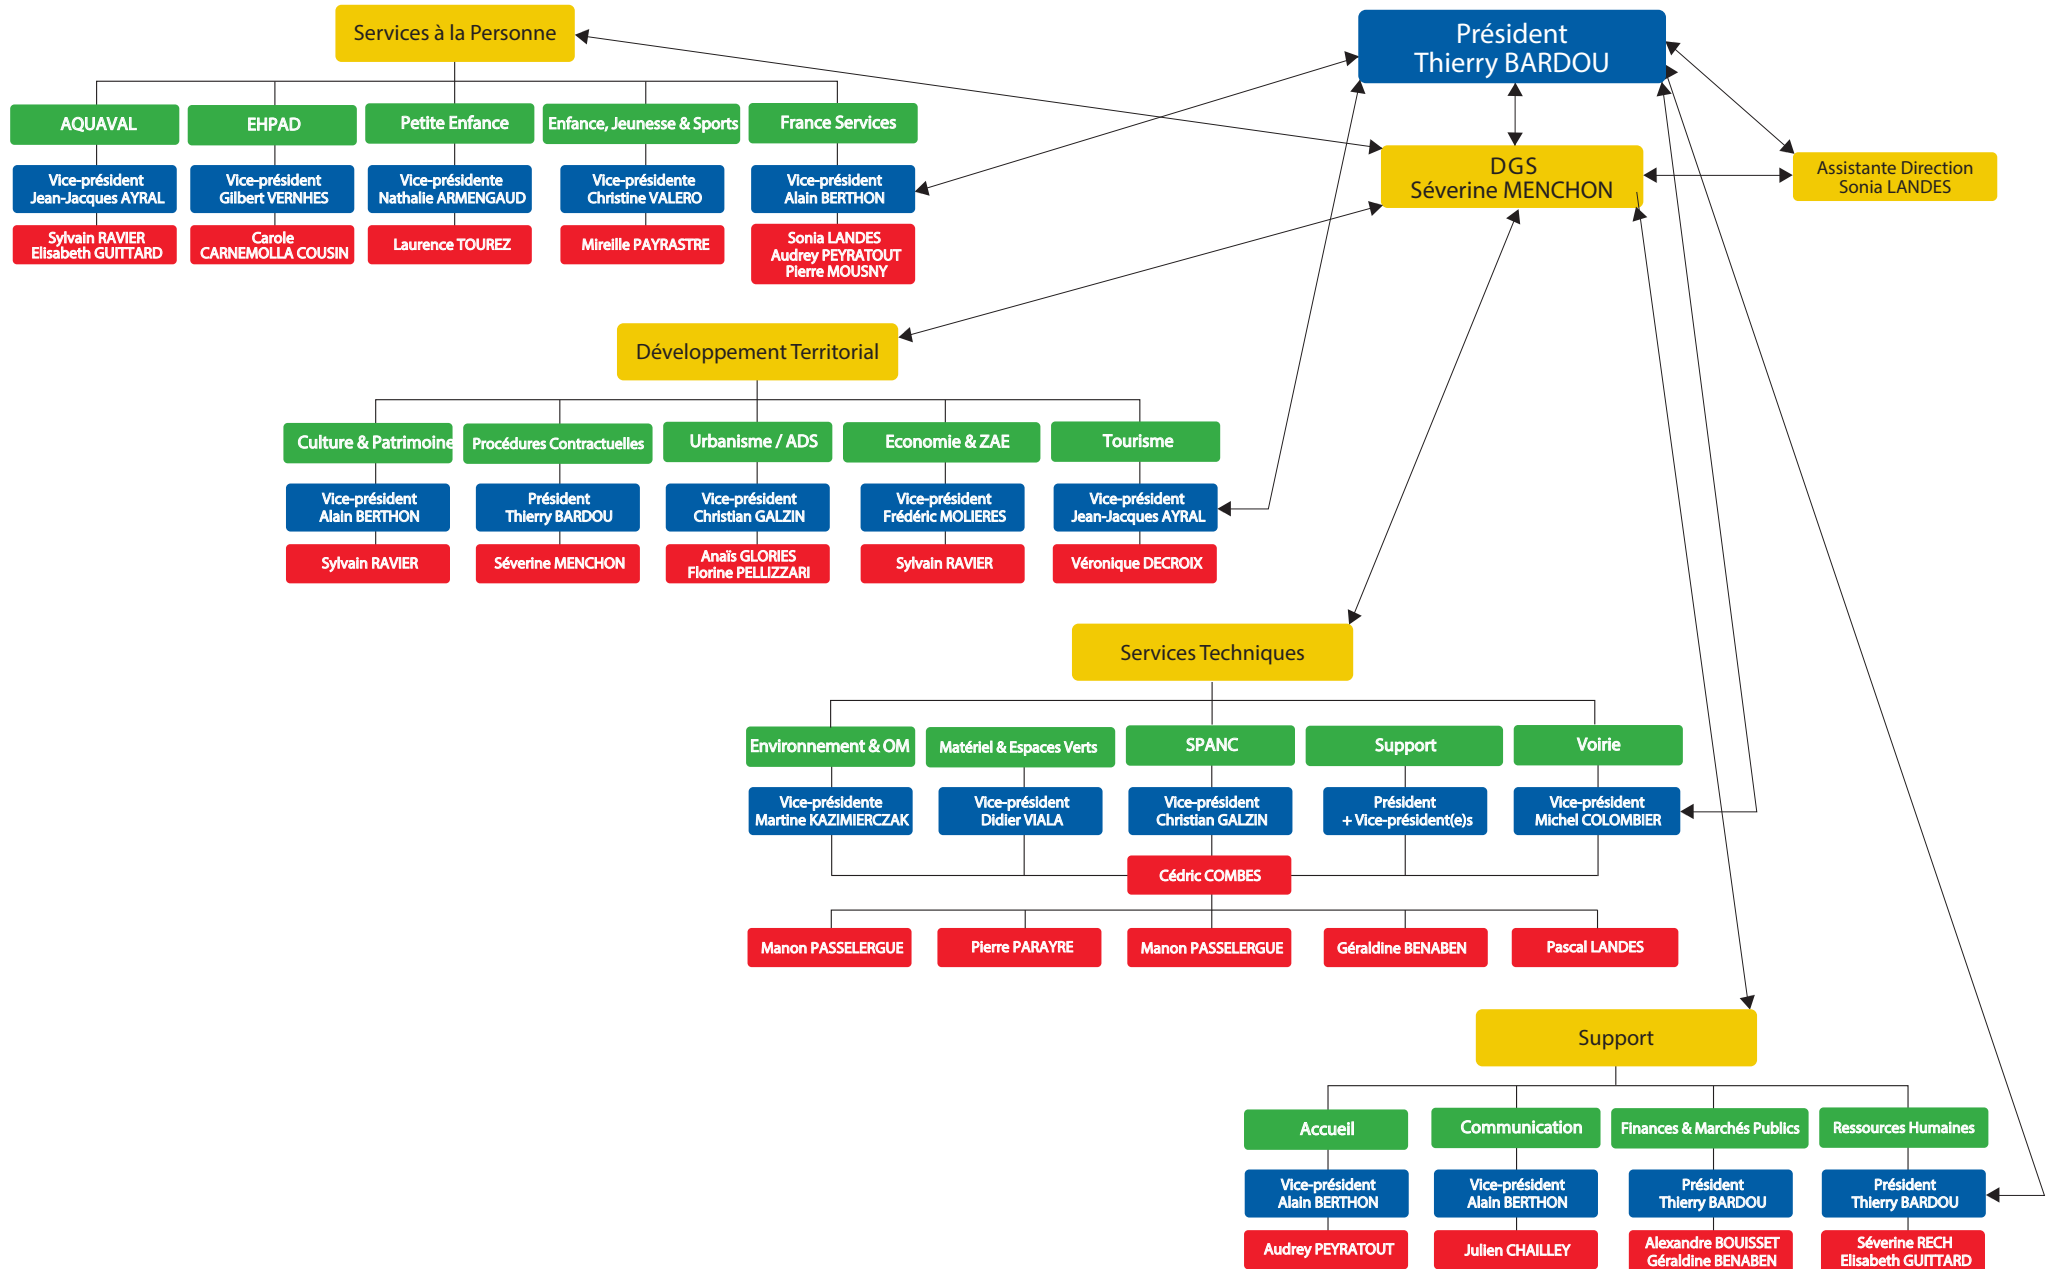 Services à la Personne
Président
Thierry BARDOU
AQUAVAL
EHPAD
Petite Enfance
Enfance, Jeunesse & Sports
France Services
Vice-président
Jean-Jacques AYRAL
Vice-président
Gilbert VERNHES
Vice-présidente
Nathalie ARMENGAUD
Vice-présidente
Christine VALERO
Vice-président
Alain BERTHON
DGS
Séverine MENCHON
Assistante Direction
Sonia LANDES
Sylvain RAVIER
Elisabeth GUITTARD
Carole
CARNEMOLLA COUSIN
Laurence TOUREZ
Mireille PAYRASTRE
Sonia LANDES
Audrey PEYRATOUT
Pierre MOUSNY
Développement Territorial
Culture & Patrimoine
Procédures Contractuelles
Urbanisme / ADS
Economie & ZAE
Tourisme
Vice-président
Alain BERTHON
Président
Thierry BARDOU
Vice-président
Christian GALZIN
Vice-président
Frédéric MOLIERES
Vice-président
Jean-Jacques AYRAL
Sylvain RAVIER
Séverine MENCHON
Anaïs GLORIES
Florine PELLIZZARI
Sylvain RAVIER
Véronique DECROIX
Services Techniques
Environnement & OM
Matériel & Espaces Verts
SPANC
Support
Voirie
Vice-présidente
Martine KAZIMIERCZAK
Vice-président
Didier VIALA
Vice-président
Christian GALZIN
Président
+ Vice-président(e)s
Vice-président
Michel COLOMBIER
Cédric COMBES
Manon PASSELERGUE
Pierre PARAYRE
Manon PASSELERGUE
Géraldine BENABEN
Pascal LANDES
Support
Accueil
Communication
Finances & Marchés Publics
Ressources Humaines
Vice-président
Alain BERTHON
Vice-président
Alain BERTHON
Président
Thierry BARDOU
Président
Thierry BARDOU
Audrey PEYRATOUT
Julien CHAILLEY
Alexandre BOUISSET
Géraldine BENABEN
Séverine RECH
Elisabeth GUITTARD